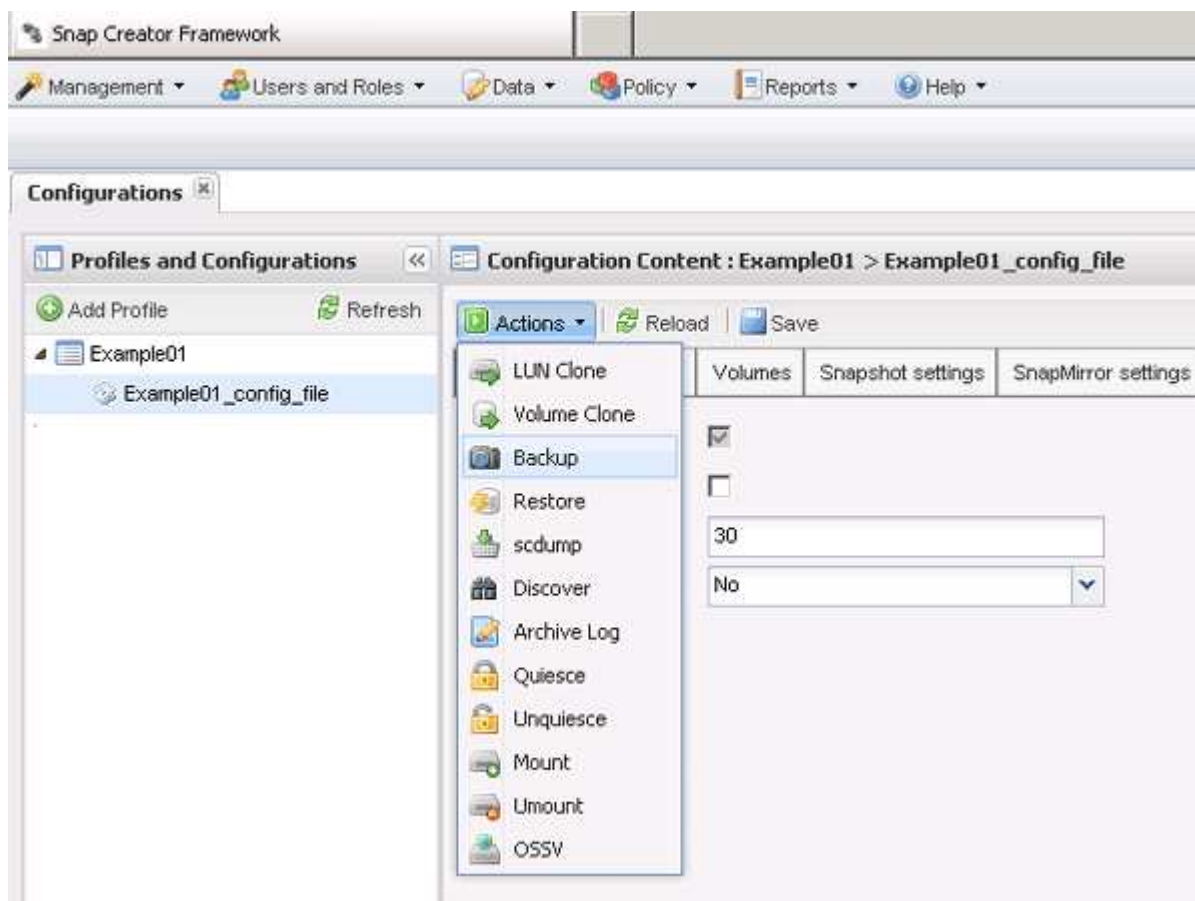 Snap Creator Framework
Management Users and Roles Data Policy Reports Help
Configurations
Profiles and Configurations
Configuration Content : Example01 > Example01_config_file
Add Profile Refresh
Actions Reload Save
Example01
Example01_config_file
LUN Clone
Volume Clone
Backup
Restore
scdump
Discover
Archive Log
Quiesce
Unquiesce
Mount
Umount
OSSV
Volumes Snapshot settings SnapMirror settings
30
No